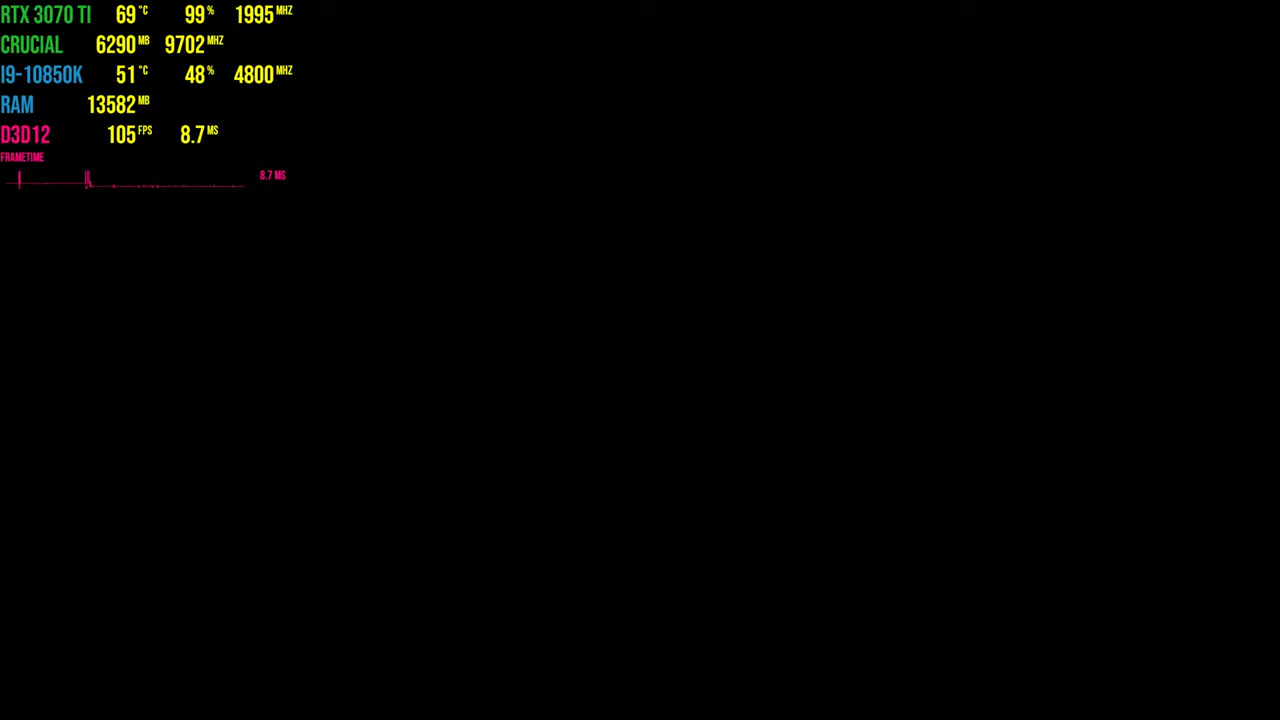 RTX 3070 TI 69 °C 99 % 1995 MHZ
CRUCIAL 6290 MB 9702 MHZ
I9-10850K 51 °C 48 % 4800 MHZ
RAM 13582 MB
D3D12 105 FPS 8.7 MS
FRAMETIME
8.7 MS